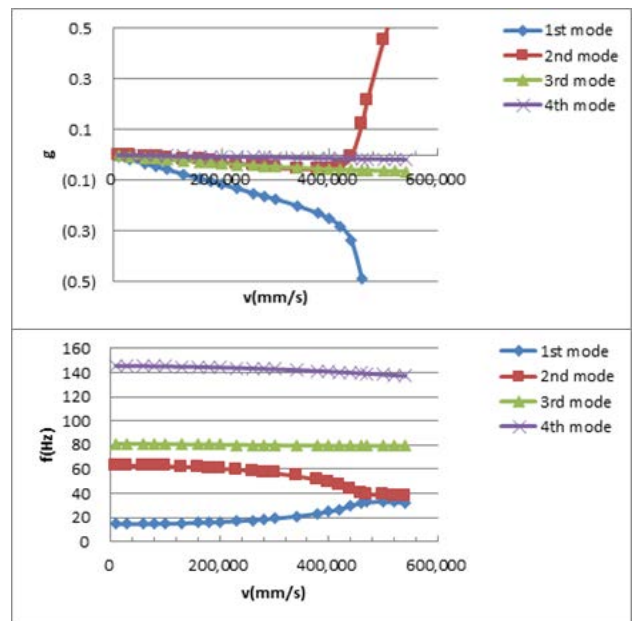 0.5
0.3
0.1
(0.1)
(0.3)
(0.5)
g
0 200,000 400,000 600,000
v(mm/s)
1st mode
2nd mode
3rd mode
4th mode
160
140
120
100
80
60
40
20
0
f(Hz)
0 200,000 400,000 600,000
v(mm/s)
1st mode
2nd mode
3rd mode
4th mode